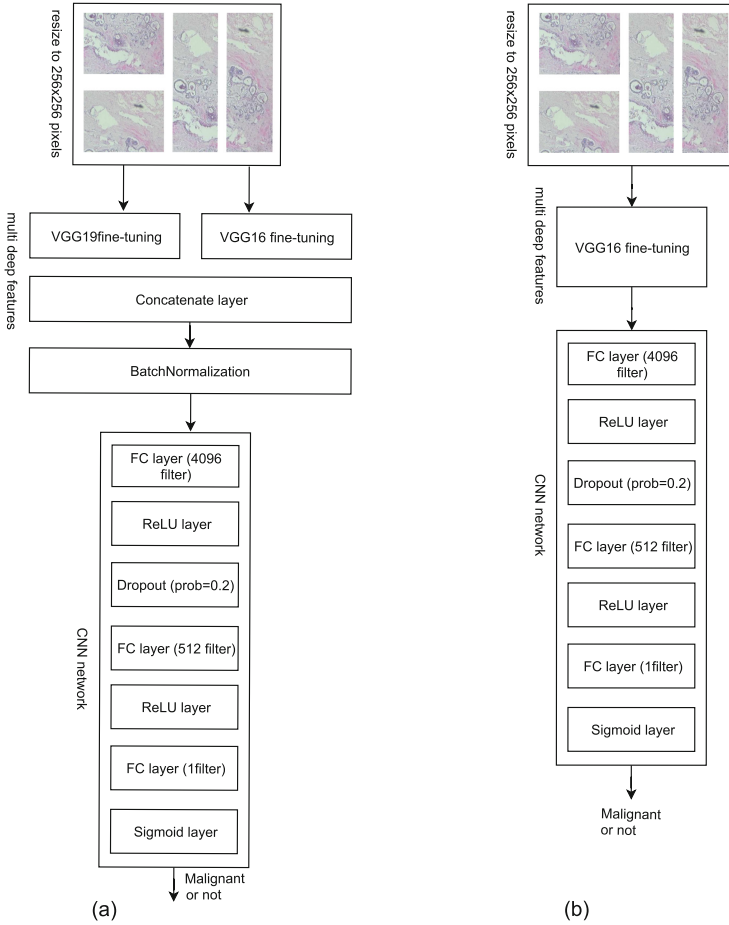 resize to 256x256 pixels
VGG19fine-tuning
VGG16 fine-tuning
multi deep features
Concatenate layer
BatchNormalization
CNN network
FC layer (4096
filter)
ReLU layer
Dropout (prob=0.2)
FC layer (512 filter)
ReLU layer
FC layer (1filter)
Sigmoid layer
Malignant
or not
(a)
resize to 256x256 pixels
multi deep features
VGG16 fine-tuning
CNN network
FC layer (4096
filter)
ReLU layer
Dropout (prob=0.2)
FC layer (512 filter)
ReLU layer
FC layer (1filter)
Sigmoid layer
Malignant
or not
(b)